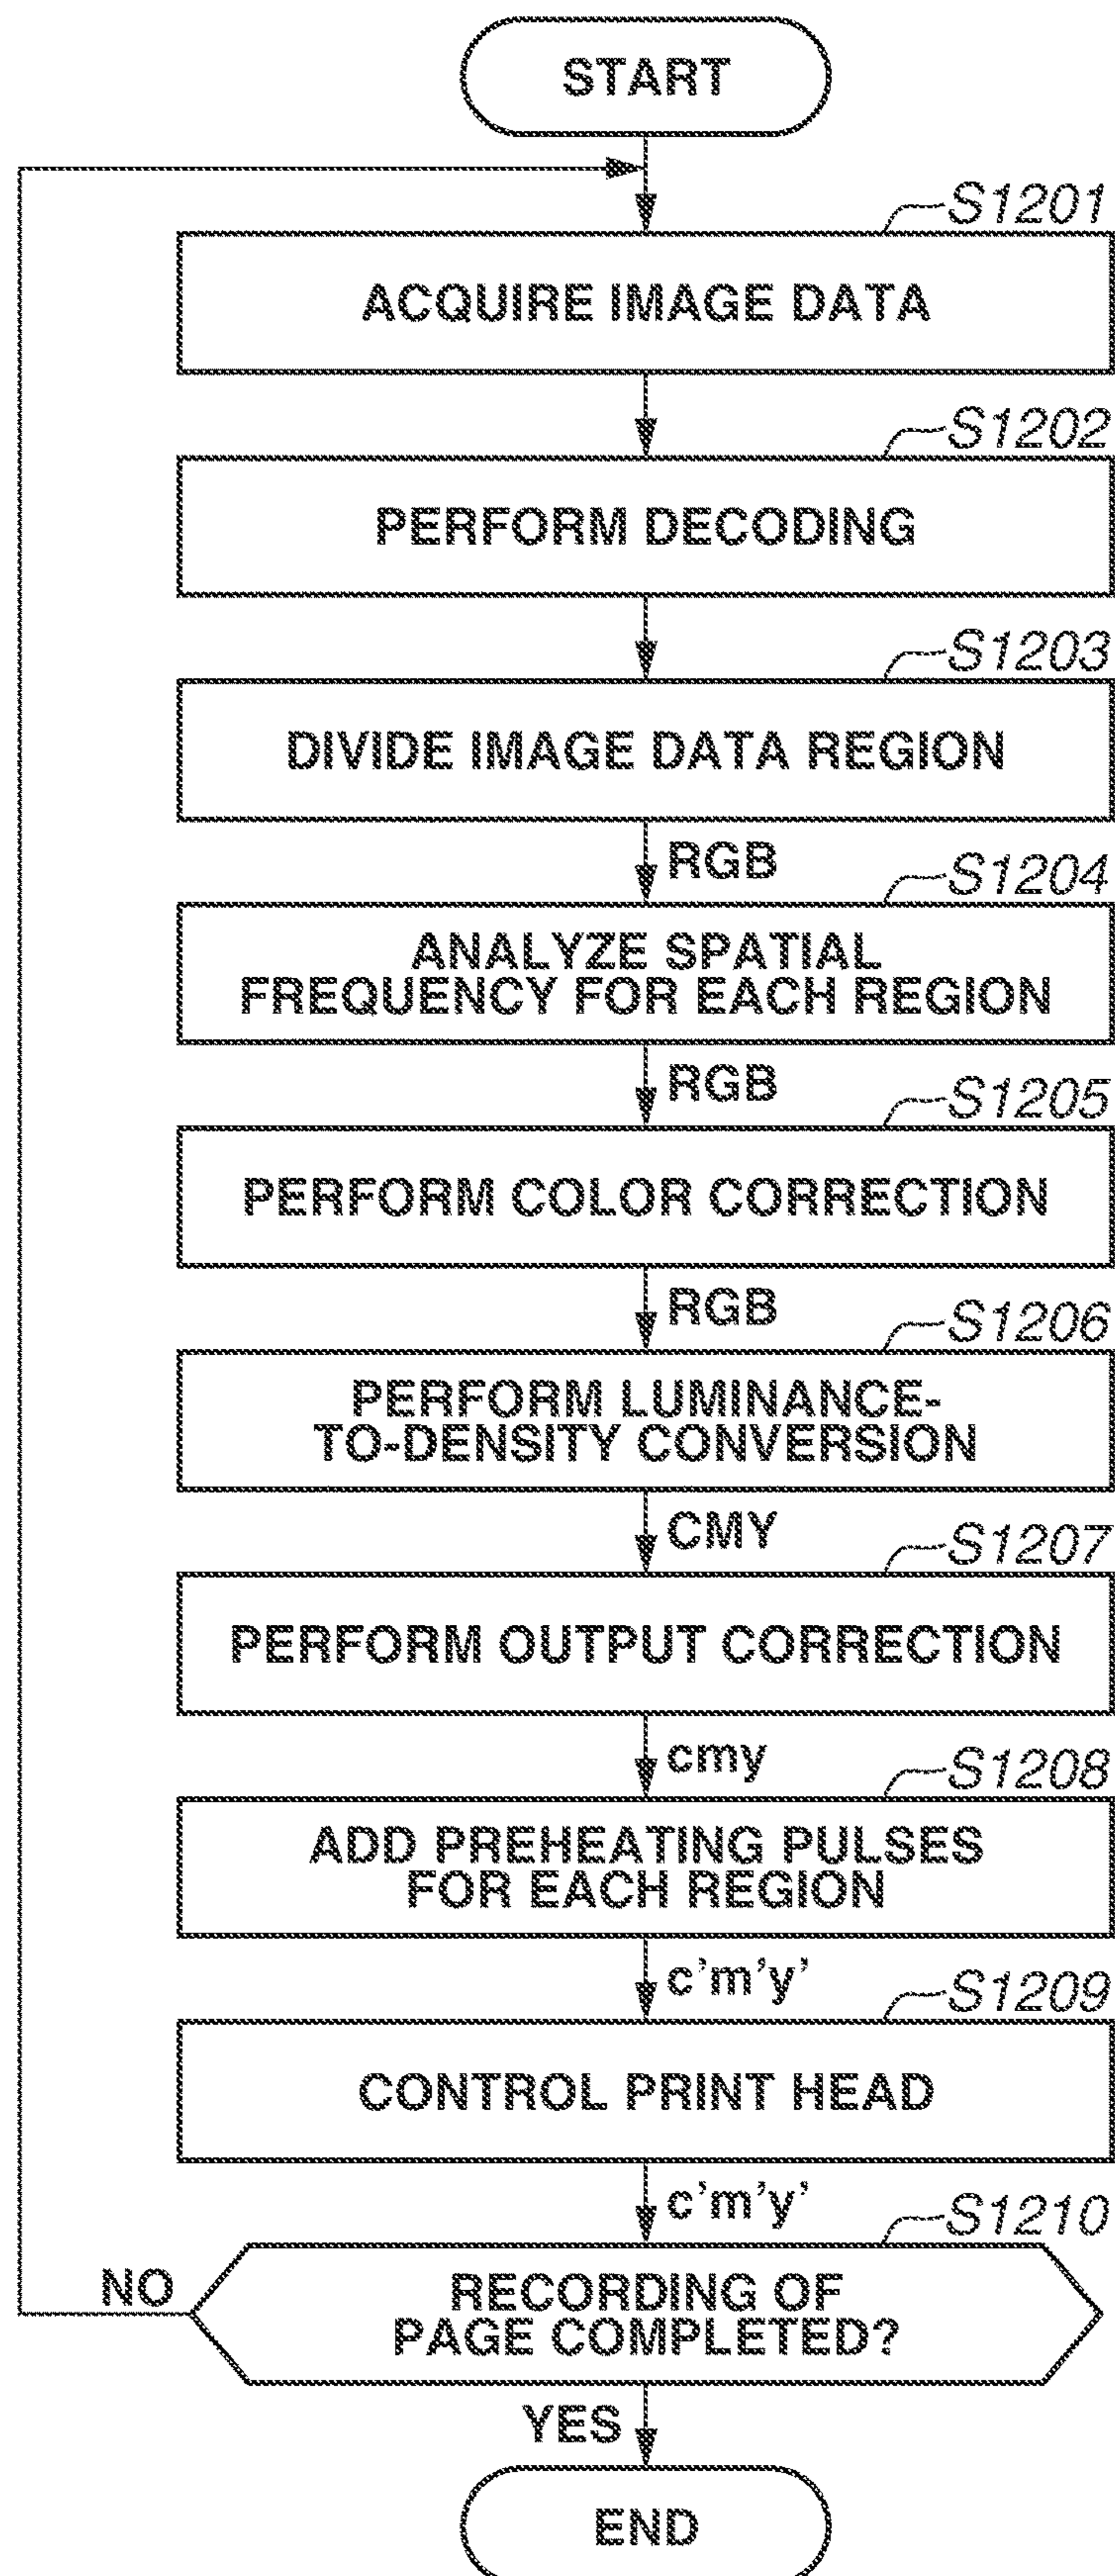 START
S1201
ACQUIRE IMAGE DATA
S1202
PERFORM DECODING
S1203
DIVIDE IMAGE DATA REGION
RGB
S1204
ANALYZE SPATIAL
FREQUENCY FOR EACH REGION
RGB
S1205
PERFORM COLOR CORRECTION
RGB
S1206
PERFORM LUMINANCE-
TO-DENSITY CONVERSION
CMY
S1207
PERFORM OUTPUT CORRECTION
cmy
S1208
ADD PREHEATING PULSES
FOR EACH REGION
c’m’y’
S1209
CONTROL PRINT HEAD
c’m’y’
S1210
NO
RECORDING OF
PAGE COMPLETED?
YES
END